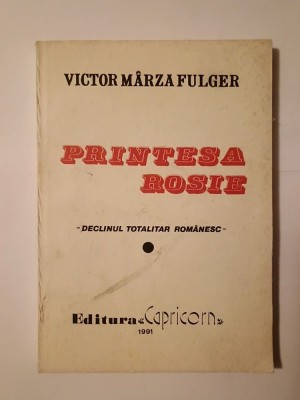 VICTOR MÂRZA FULGER
PRINTESA
ROSIE
-DECLINUL TOTALITAR ROMÂNESC-
Editura «Capricorn»
1991